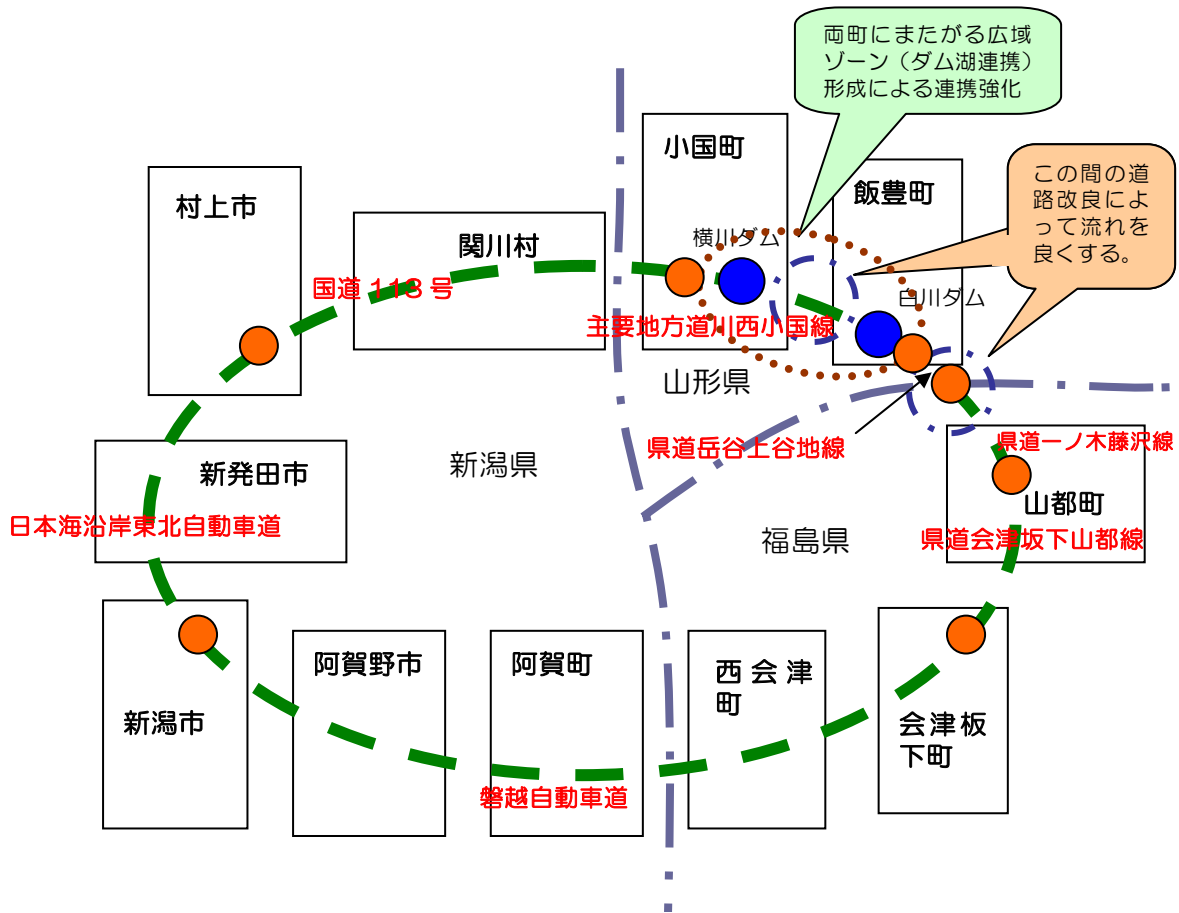 両町にまたがる広域
ゾーン（ダム湖連携）
形成による連携強化
小国町
この間の道
路改良によ
って流れを
良くする。
飯豊町
村上市
関川村
横川ダム
国道 113 号
白川ダム
主要地方道川西小国線
山形県
県道岳谷上谷地線
県道一ノ木藤沢線
新潟県
新発田市
山都町
日本海沿岸東北自動車道
福島県
県道会津坂下山都線
阿賀野市
阿賀町
西会津
町
新潟市
会津板
下町
磐越自動車道